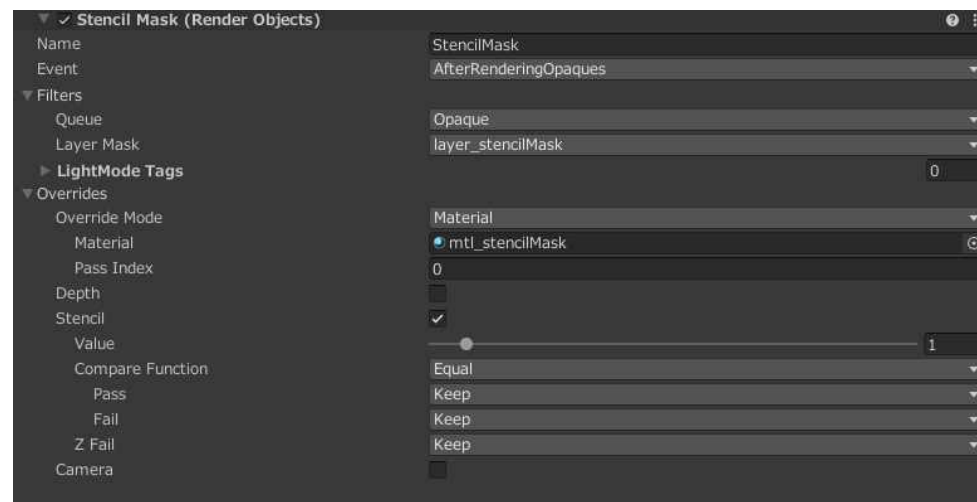 Stencil Mask (Render Objects)
Name StencilMask
Event AfterRenderingOpaques
Filters
Queue Opaque
Layer Mask layer_stencilMask
LightMode Tags 0
Overrides
Override Mode Material
Material mtl_stencilMask
Pass Index 0
Depth
Stencil
Value 1
Compare Function Equal
Pass Keep
Fail Keep
Z Fail Keep
Camera